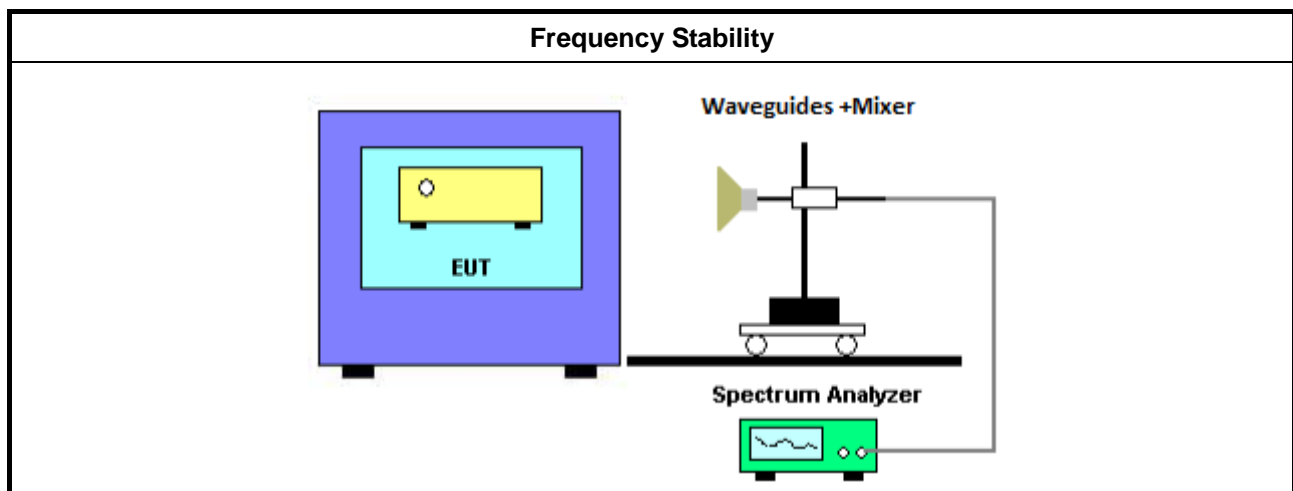 Frequency Stability
Waveguides +Mixer
EUT
Spectrum Analyzer